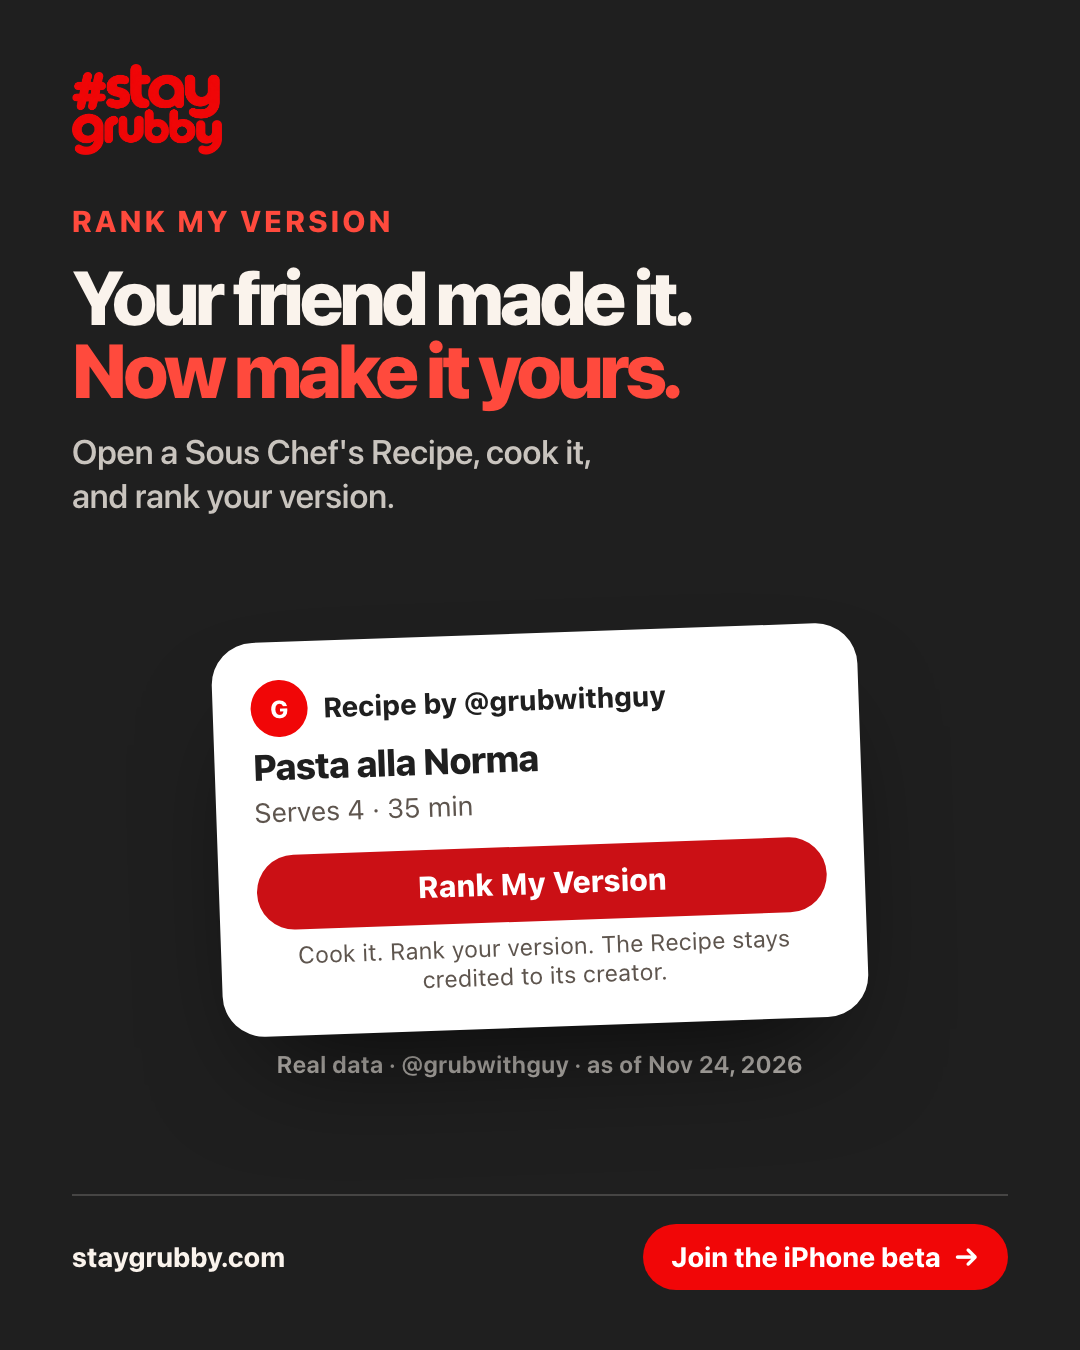 #stay
grubby
RANK MY VERSION
Your friend made it.
Now make it yours.
Open a Sous Chef's Recipe, cook it,
and rank your version.
G
Recipe by @grubwithguy
Pasta alla Norma
Serves 4 · 35 min
Rank My Version
Cook it. Rank your version. The Recipe stays
credited to its creator.
Real data · @grubwithguy · as of Nov 24, 2026
staygrubby.com
Join the iPhone beta →